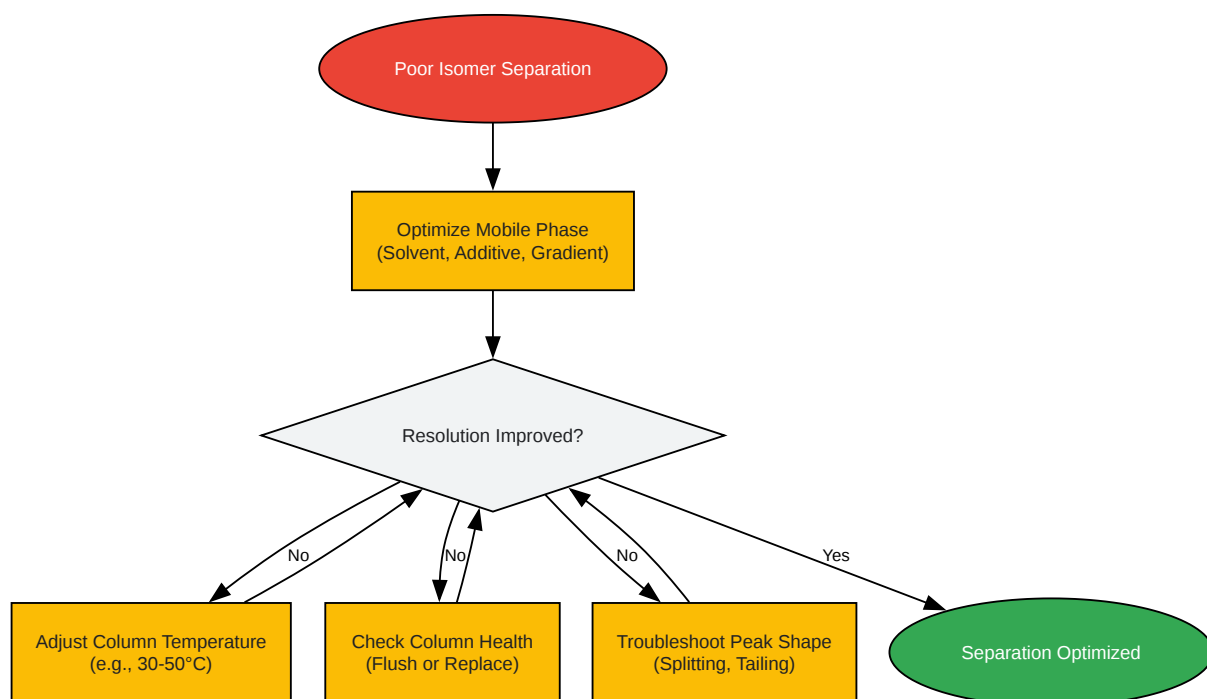 Poor Isomer Separation
Optimize Mobile Phase
(Solvent, Additive, Gradient)
Resolution Improved?
No
No
No
Yes
Adjust Column Temperature
(e.g., 30-50°C)
Check Column Health
(Flush or Replace)
Troubleshoot Peak Shape
(Splitting, Tailing)
Separation Optimized